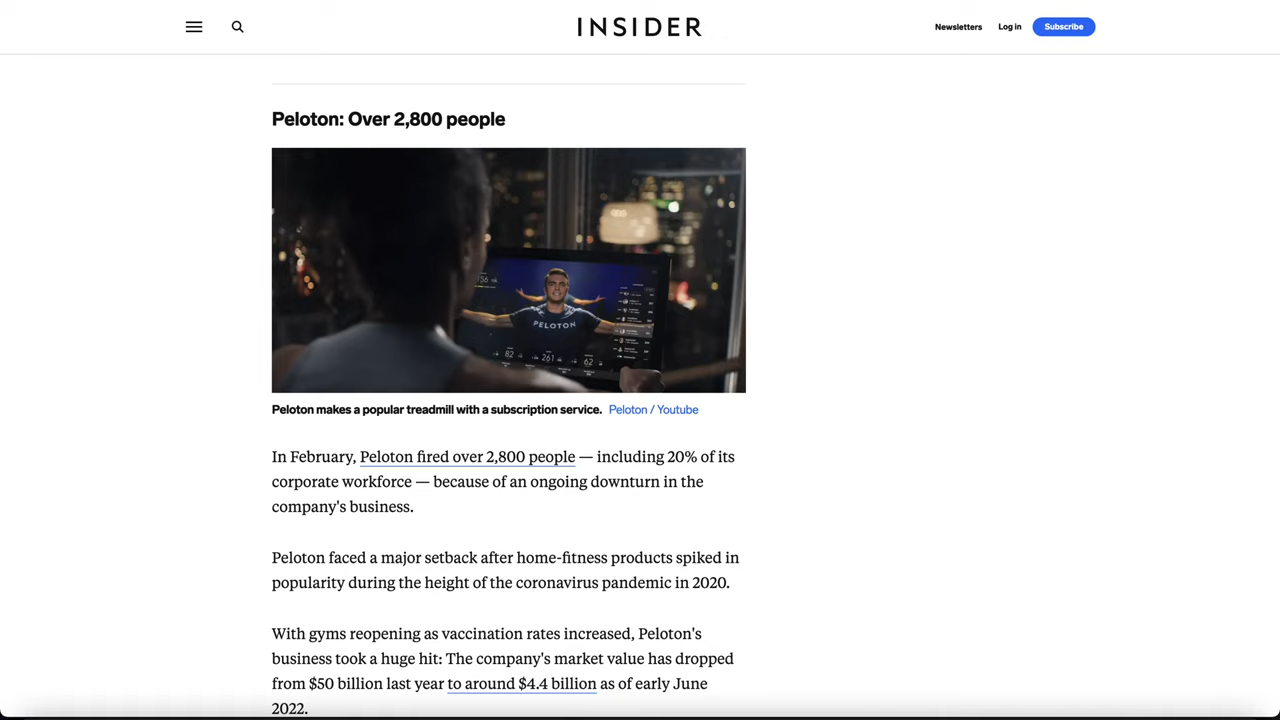 INSIDER
Newsletters
Log in
Subscribe
Peloton: Over 2,800 people
PELOTON
82
261
62
Peloton makes a popular treadmill with a subscription service. Peloton / Youtube
In February, Peloton fired over 2,800 people — including 20% of its
corporate workforce — because of an ongoing downturn in the
company's business.
Peloton faced a major setback after home-fitness products spiked in
popularity during the height of the coronavirus pandemic in 2020.
With gyms reopening as vaccination rates increased, Peloton's
business took a huge hit: The company's market value has dropped
from $50 billion last year to around $4.4 billion as of early June
2022.